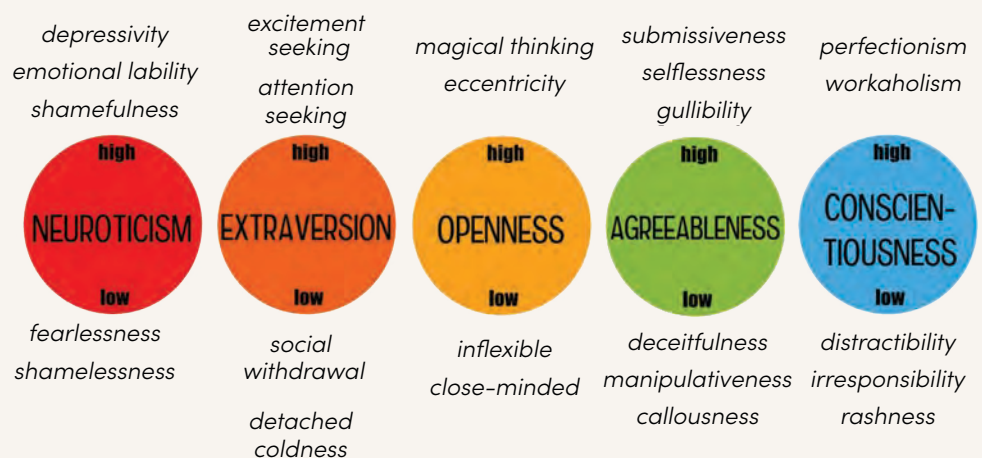 depressivity
emotional lability
shamefulness
high
NEUROTICISM
low
fearlessness
shamelessness
excitement
seeking
attention
seeking
high
EXTRAVERSION
low
social
withdrawal
detached
coldness
magical thinking
eccentricity
high
OPENNESS
low
inflexible
close-minded
submissiveness
selflessness
gullibility
high
AGREEABLENESS
low
deceitfulness
manipulativeness
callousness
perfectionism
workaholism
high
CONSCIEN-
TIOUSNESS
low
distractibility
irresponsibility
rashness